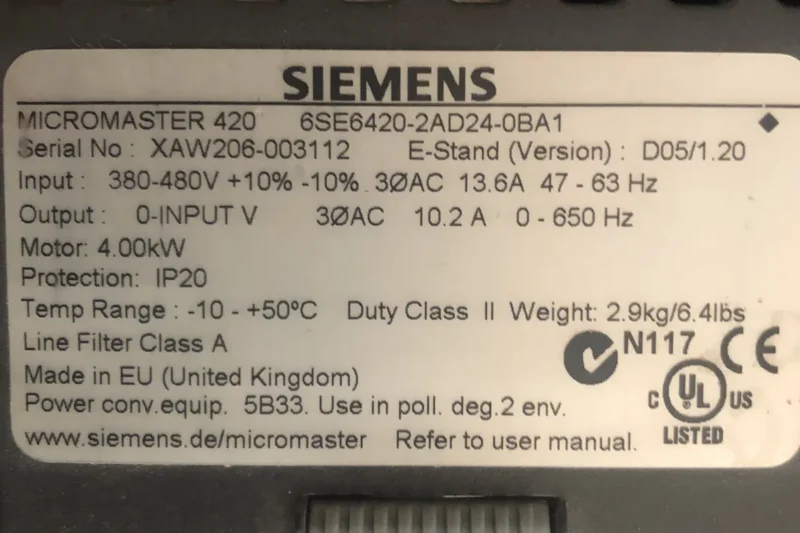 SIEMENS
MICROMASTER 420 6SE6420-2AD24-0BA1
Serial No : XAW206-003112 E-Stand (Version) : D05/1.20
Input : 380-480V +10% -10% 3ØAC 13.6A 47 - 63 Hz
Output : 0-INPUT V 3ØAC 10.2 A 0 - 650 Hz
Motor: 4.00kW
Protection: IP20
Temp Range : -10 - +50ºC Duty Class II Weight: 2.9kg/6.4lbs
Line Filter Class A N117 CE
Made in EU (United Kingdom)
Power conv.equip. 5B33. Use in poll. deg.2 env. C UL US
www.siemens.de/micromaster Refer to user manual. LISTED